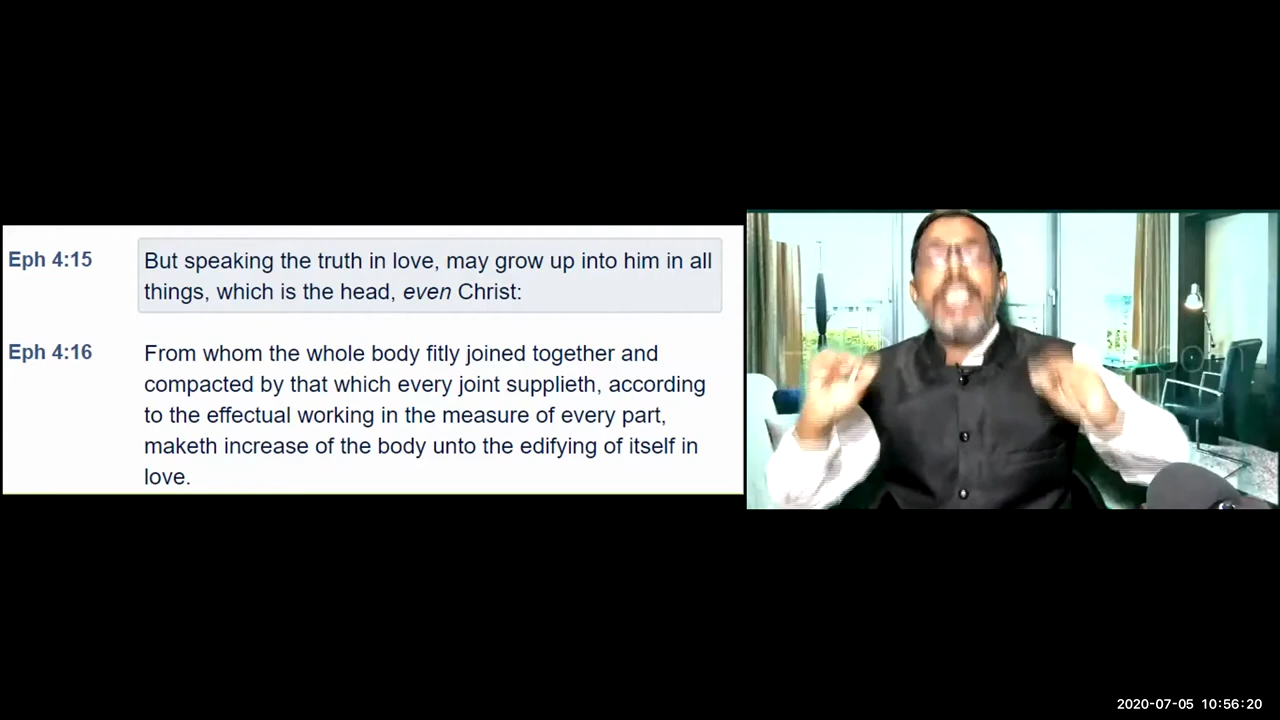 Eph 4:15
But speaking the truth in love, may grow up into him in all
things, which is the head, even Christ:
Eph 4:16
From whom the whole body fitly joined together and
compacted by that which every joint supplieth, according
to the effectual working in the measure of every part,
maketh increase of the body unto the edifying of itself in
love.
2020-07-05 10:56:20